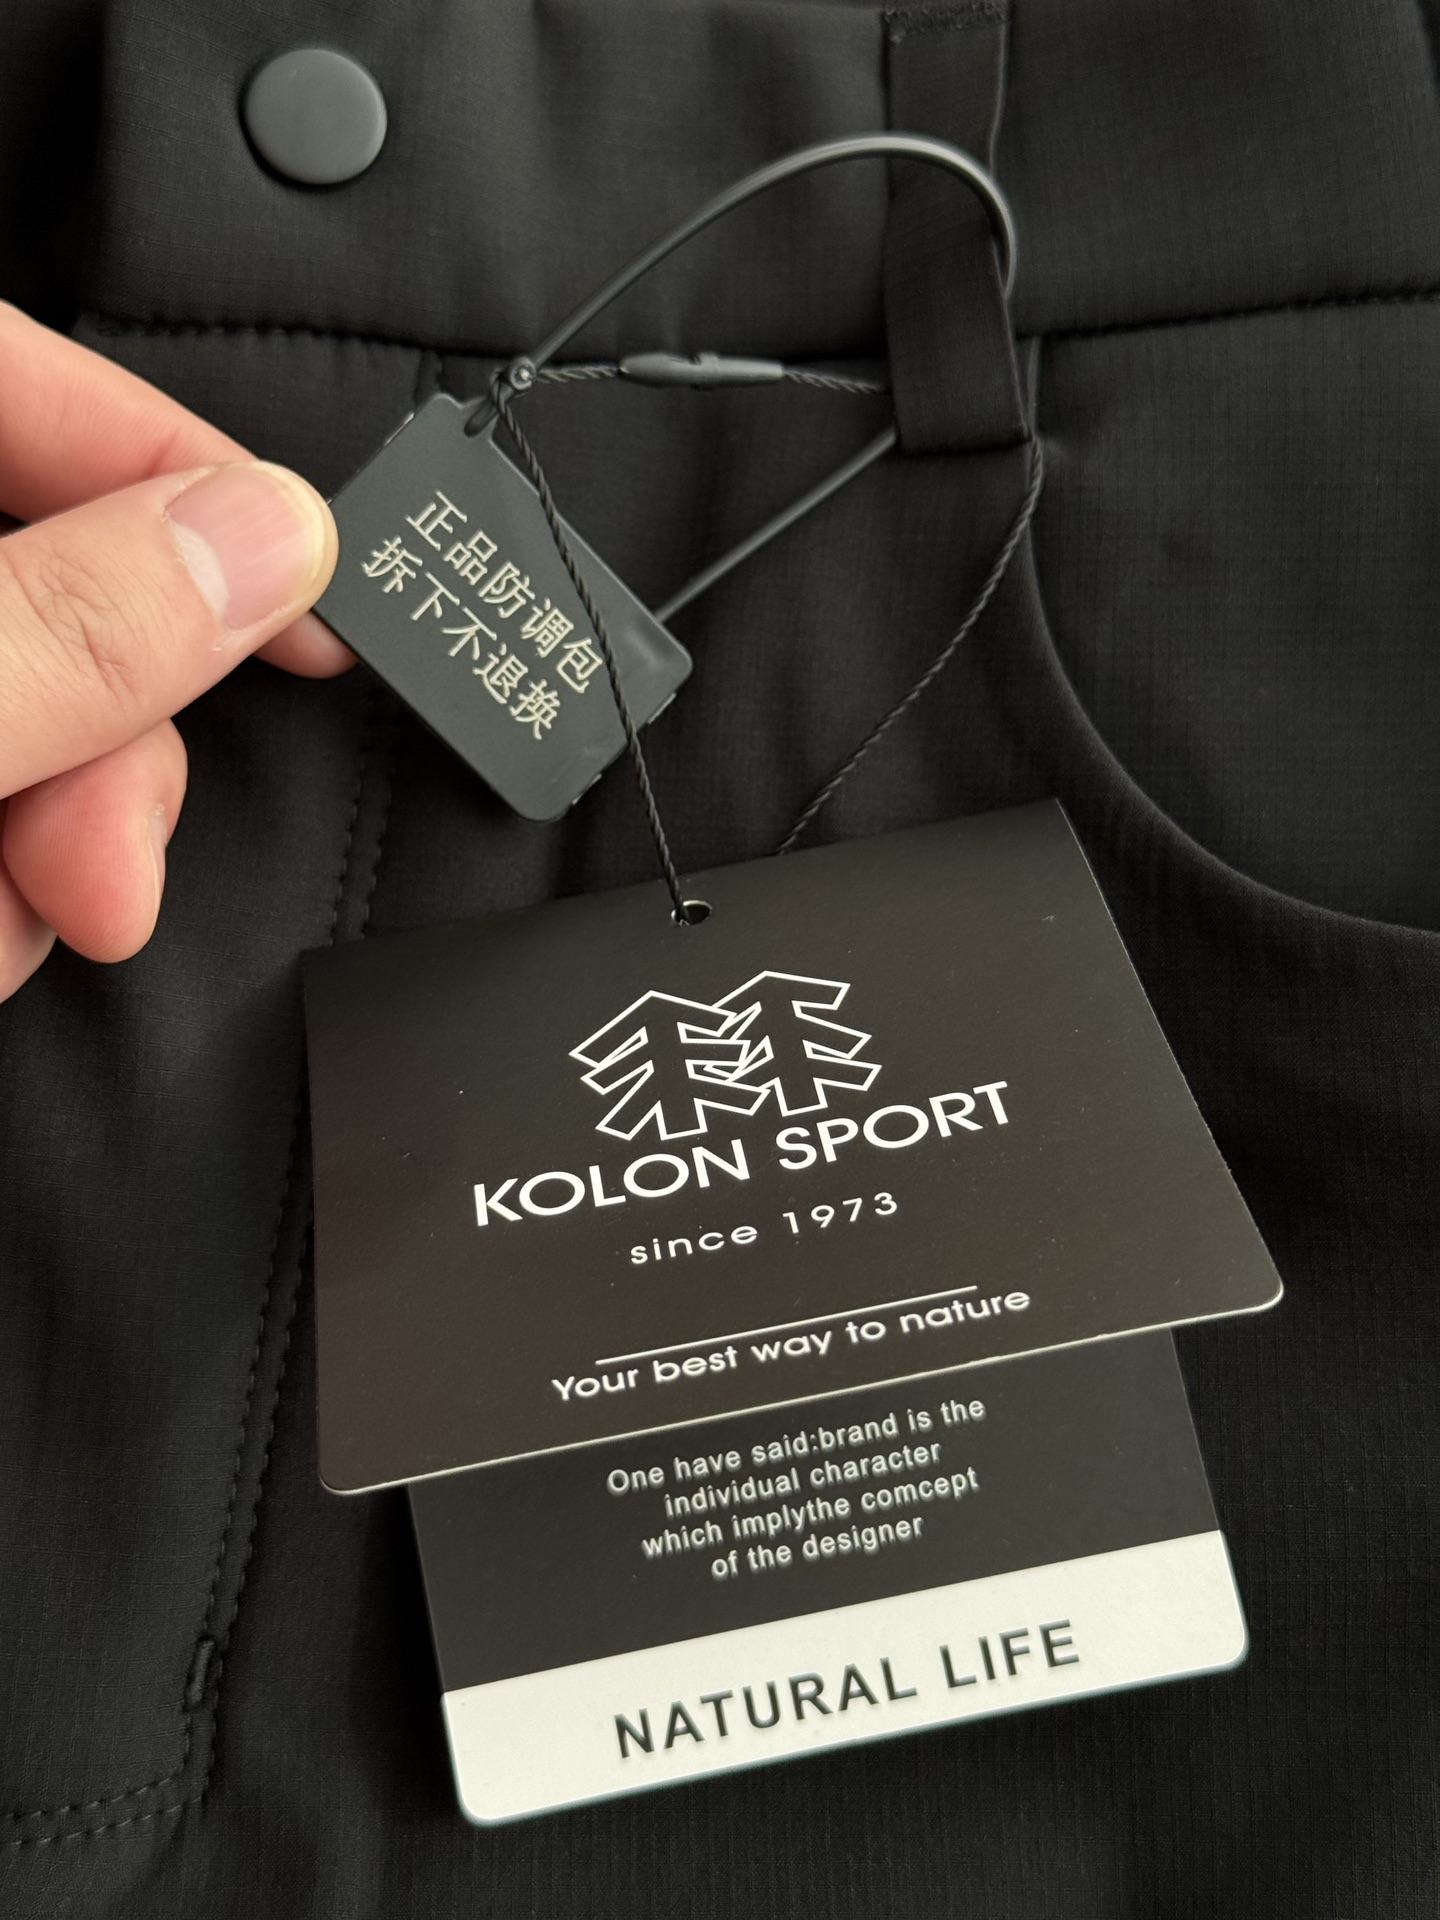 正品防调包
拆下不退换
KOLON SPORT
since 1973
Your best way to nature
One have said:brand is the
individual character
which implythe comcept
of the designer
NATURAL LIFE